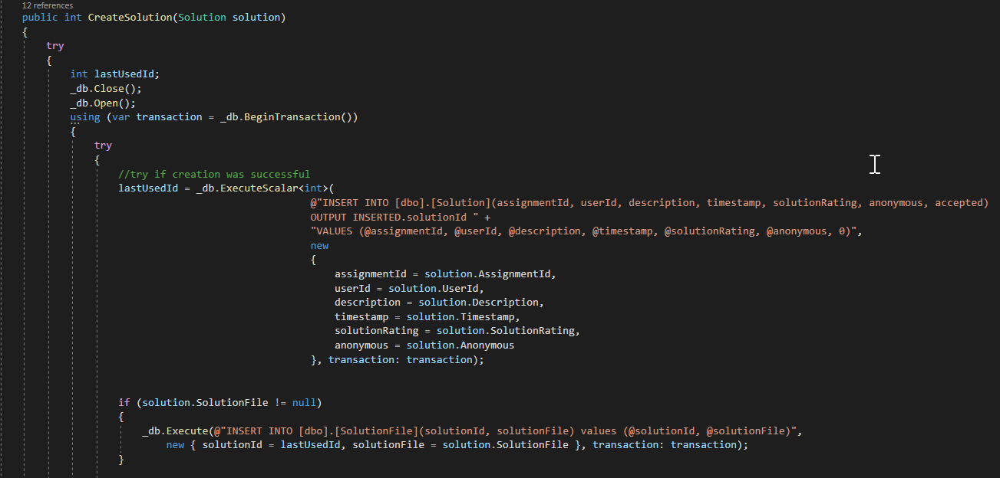 12 references
public int CreateSolution(Solution solution)
{
try
{
int lastUsedId;
_db.Close();
_db.Open();
using (var transaction = _db.BeginTransaction())
{
try
{
//try if creation was successful
lastUsedId = _db.ExecuteScalar<int>(
@"INSERT INTO [dbo].[Solution](assignmentId, userId, description, timestamp, solutionRating, anonymous, accepted)
OUTPUT INSERTED.solutionId " +
"VALUES (@assignmentId, @userId, @description, @timestamp, @solutionRating, @anonymous, 0)",
new
{
assignmentId = solution.AssignmentId,
userId = solution.UserId,
description = solution.Description,
timestamp = solution.Timestamp,
solutionRating = solution.SolutionRating,
anonymous = solution.Anonymous
}, transaction: transaction);
if (solution.SolutionFile != null)
{
_db.Execute(@"INSERT INTO [dbo].[SolutionFile](solutionId, solutionFile) values (@solutionId, @solutionFile)",
new { solutionId = lastUsedId, solutionFile = solution.SolutionFile }, transaction: transaction);
}